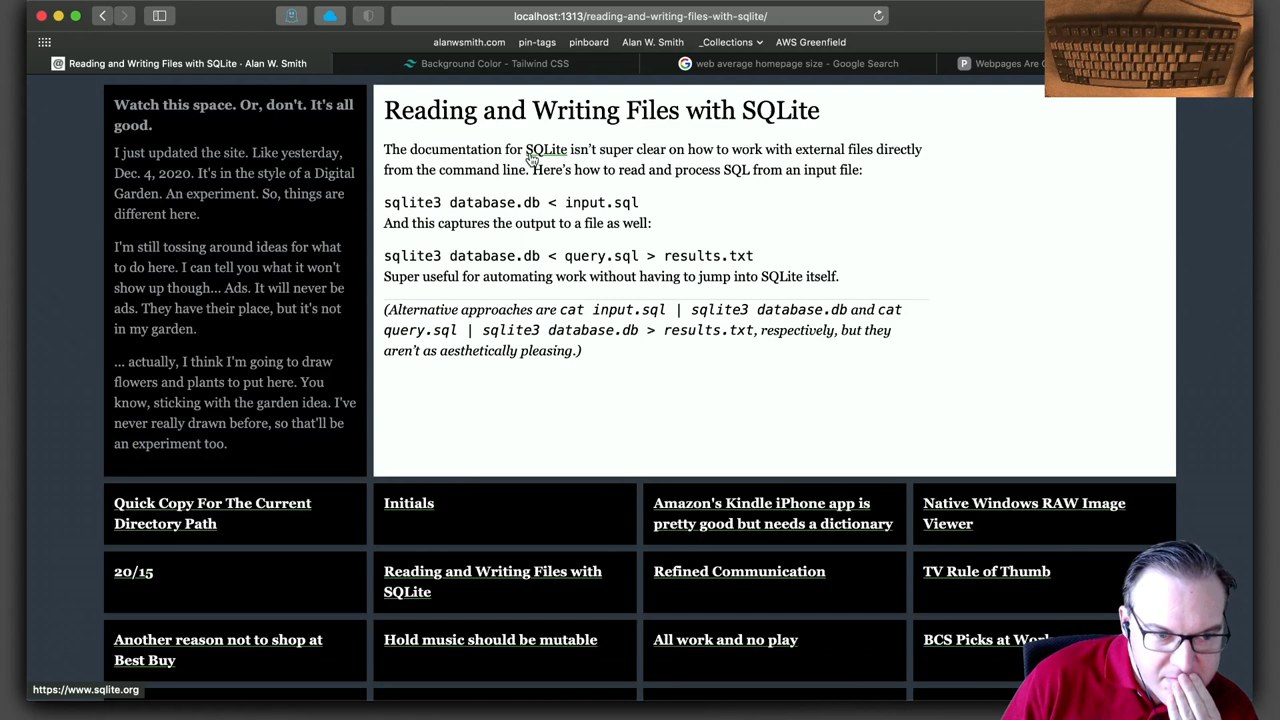 localhost:1313/reading-and-writing-files-with-sqlite/
alanwsmith.com pin-tags pinboard Alan W. Smith _Collections AWS Greenfield
@ Reading and Writing Files with SQLite · Alan W. Smith
Background Color - Tailwind CSS
G web average homepage size - Google Search
P Webpages Are
Watch this space. Or, don't. It's all
good.
I just updated the site. Like yesterday,
Dec. 4, 2020. It's in the style of a Digital
Garden. An experiment. So, things are
different here.
I'm still tossing around ideas for what
to do here. I can tell you what it won't
show up though... Ads. It will never be
ads. They have their place, but it's not
in my garden.
... actually, I think I'm going to draw
flowers and plants to put here. You
know, sticking with the garden idea. I've
never really drawn before, so that'll be
an experiment too.
Reading and Writing Files with SQLite
The documentation for SQLite isn’t super clear on how to work with external files directly
from the command line. Here’s how to read and process SQL from an input file:
sqlite3 database.db < input.sql
And this captures the output to a file as well:
sqlite3 database.db < query.sql > results.txt
Super useful for automating work without having to jump into SQLite itself.
(Alternative approaches are cat input.sql | sqlite3 database.db and cat
query.sql | sqlite3 database.db > results.txt, respectively, but they
aren’t as aesthetically pleasing.)
Quick Copy For The Current
Directory Path
Initials
Amazon's Kindle iPhone app is
pretty good but needs a dictionary
Native Windows RAW Image
Viewer
20/15
Reading and Writing Files with
SQLite
Refined Communication
TV Rule of Thumb
Another reason not to shop at
Best Buy
Hold music should be mutable
All work and no play
BCS Picks at Work
https://www.sqlite.org